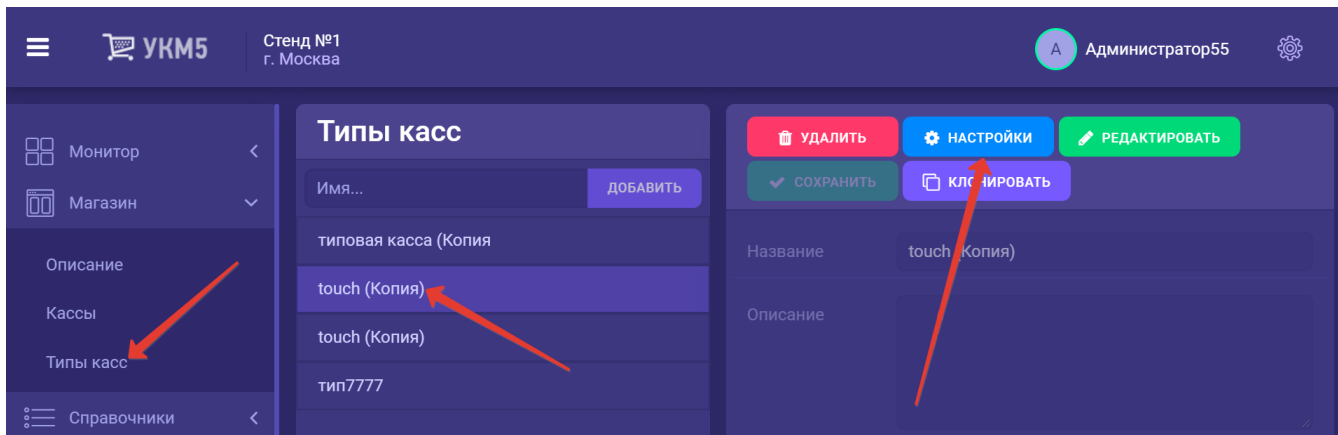 УКМ5
Стенд №1
г. Москва
А
Администратор55
Монитор
Магазин
Описание
Кассы
Типы касс
Справочники
Типы касс
Имя...
ДОБАВИТЬ
типовая касса (Копия
touch (Копия)
touch (Копия)
тип7777
УДАЛИТЬ
НАСТРОЙКИ
РЕДАКТИРОВАТЬ
СОХРАНИТЬ
КЛОНИРОВАТЬ
Название
touch (Копия)
Описание